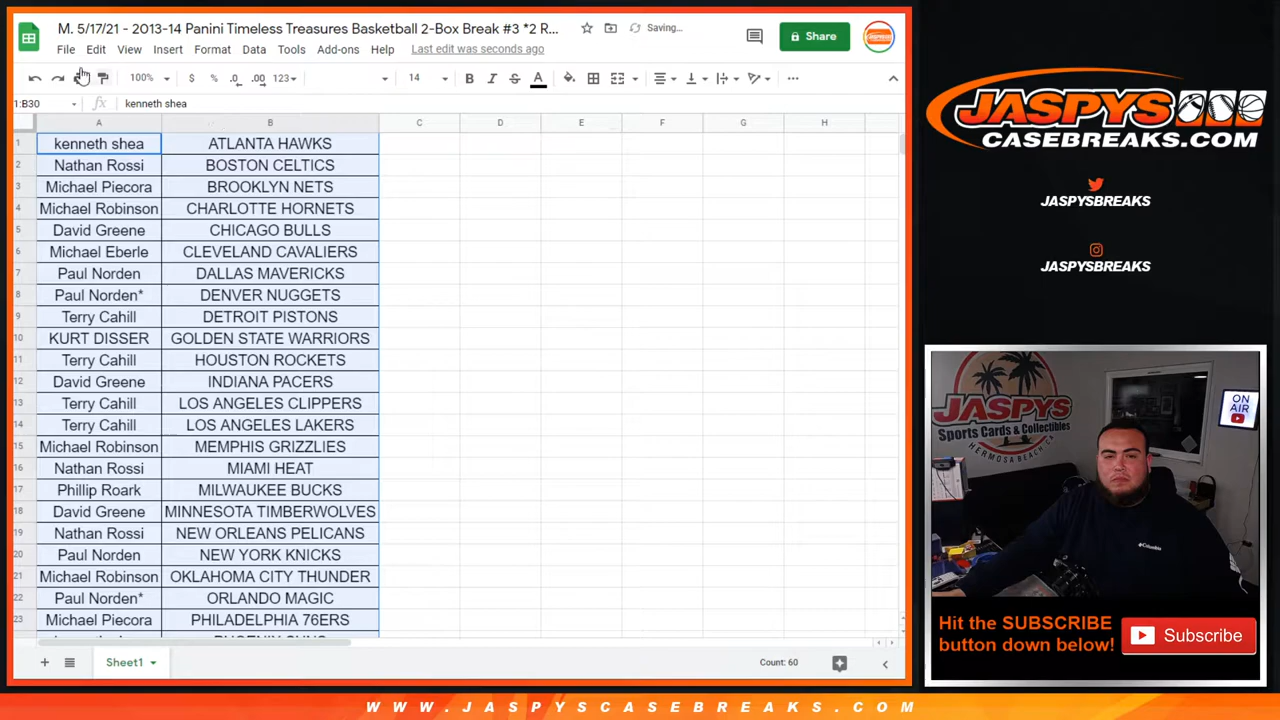 M. 5/17/21 - 2013-14 Panini Timeless Treasures Basketball 2-Box Break #3 *2 R...
Saving...
Share
File Edit View Insert Format Data Tools Add-ons Help Last edit was seconds ago
100% $ % .0 .00 123 14 B I S A
1:B30 fx kenneth shea
A B C D E F G H
1 kenneth shea ATLANTA HAWKS
2 Nathan Rossi BOSTON CELTICS
3 Michael Piecora BROOKLYN NETS
4 Michael Robinson CHARLOTTE HORNETS
5 David Greene CHICAGO BULLS
6 Michael Eberle CLEVELAND CAVALIERS
7 Paul Norden DALLAS MAVERICKS
8 Paul Norden* DENVER NUGGETS
9 Terry Cahill DETROIT PISTONS
10 KURT DISSER GOLDEN STATE WARRIORS
11 Terry Cahill HOUSTON ROCKETS
12 David Greene INDIANA PACERS
13 Terry Cahill LOS ANGELES CLIPPERS
14 Terry Cahill LOS ANGELES LAKERS
15 Michael Robinson MEMPHIS GRIZZLIES
16 Nathan Rossi MIAMI HEAT
17 Phillip Roark MILWAUKEE BUCKS
18 David Greene MINNESOTA TIMBERWOLVES
19 Nathan Rossi NEW ORLEANS PELICANS
20 Paul Norden NEW YORK KNICKS
21 Michael Robinson OKLAHOMA CITY THUNDER
22 Paul Norden* ORLANDO MAGIC
23 Michael Piecora PHILADELPHIA 76ERS
Sheet1
Count: 60
JASPYS
CASEBREAKS.COM
JASPYSBREAKS
JASPYSBREAKS
JASPYS
Sports Cards & Collectibles
HERMOSA BEACH CA
ON AIR
Columbia
Hit the SUBSCRIBE
button down below!
Subscribe
WWW.JASPYSCASEBREAKS.COM